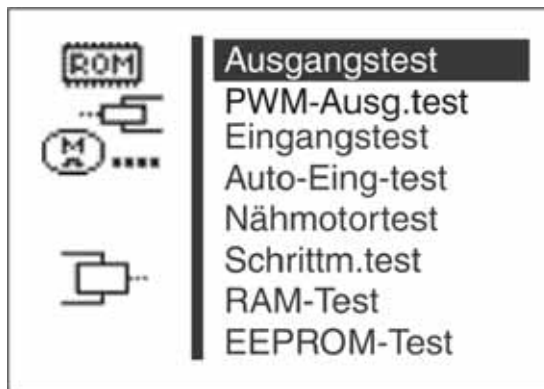 ROM
M
Ausgangstest
PWM-Ausg.test
Eingangstest
Auto-Eing-test
Nähmotortest
Schrittm.test
RAM-Test
EEPROM-Test